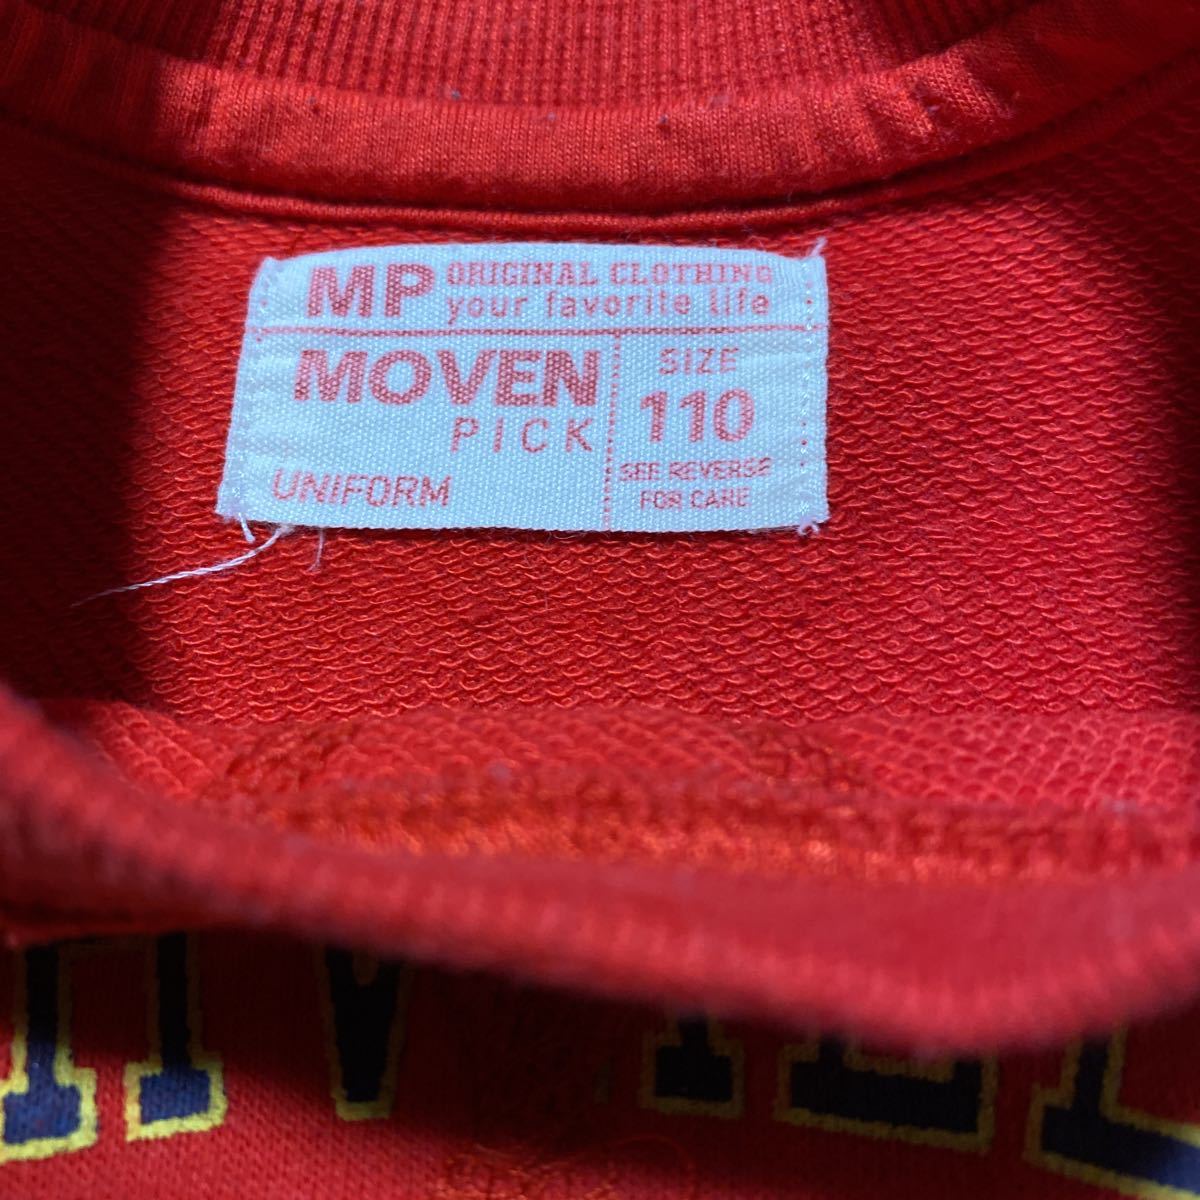 MP ORIGINAL CLOTHING
your favorite life
MOVEN
PICK
UNIFORM
SIZE
110
SEE REVERSE
FOR CARE